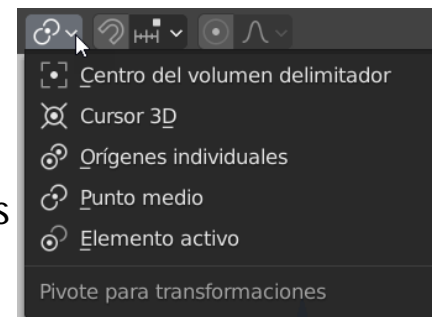 Centro del volumen delimitador
Cursor 3D
Orígenes individuales
s Punto medio
Elemento activo
Pivote para transformaciones